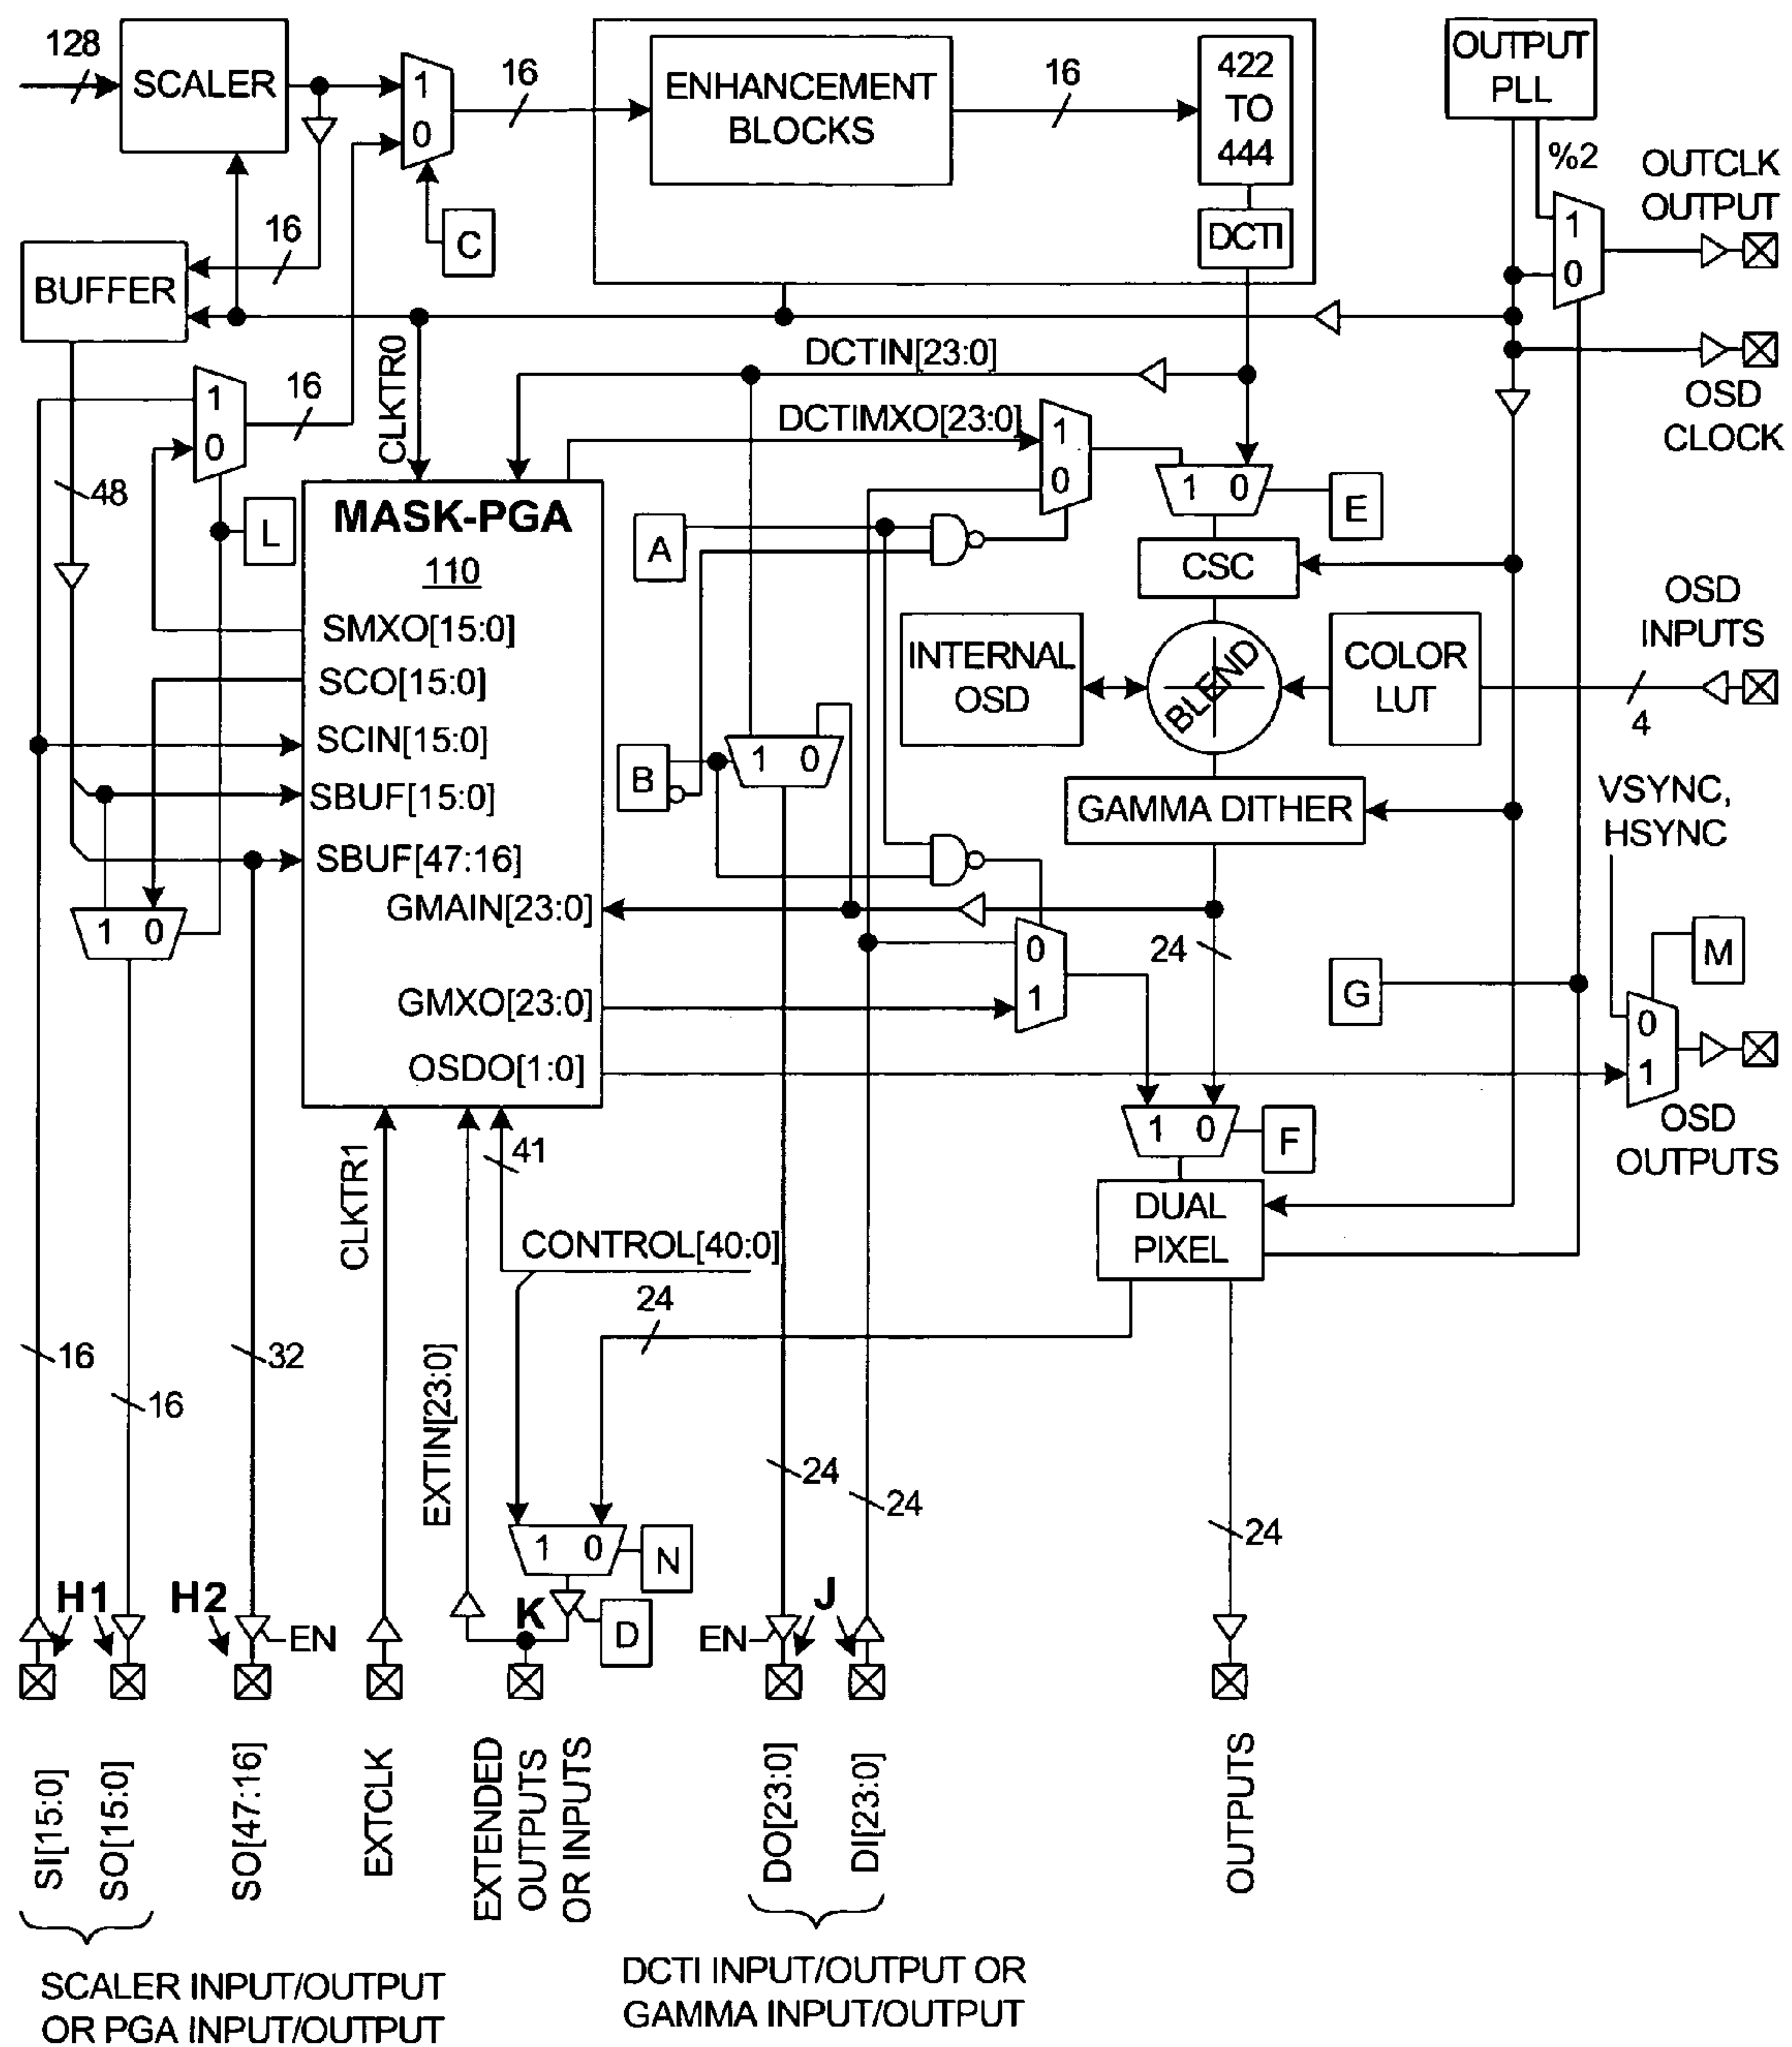 128
SCALER
1
0
16
ENHANCEMENT
BLOCKS
16
422
TO
444
DCTI
OUTPUT
PLL
%2
OUTCLK
OUTPUT
1
0
C
16
BUFFER
DCTIN[23:0]
CLKTR0
16
1
0
DCTIMXO[23:0]
1
0
OSD
CLOCK
48
L
MASK-PGA
110
A
1 0
E
CSC
SMXO[15:0]
SCO[15:0]
SCIN[15:0]
SBUF[15:0]
SBUF[47:16]
GMAIN[23:0]
GMXO[23:0]
OSDO[1:0]
INTERNAL
OSD
BLEND
COLOR
LUT
OSD
INPUTS
4
B
1 0
GAMMA DITHER
VSYNC,
HSYNC
1 0
24
0
1
G
M
0
1
OSD
OUTPUTS
1 0
F
DUAL
PIXEL
CLKTR1
41
CONTROL[40:0]
24
EXTIN[23:0]
16
16
32
24
24
24
1 0
N
H1
H2
EN
K
D
EN
J
SI[15:0]
SO[15:0]
SO[47:16]
EXTCLK
EXTENDED
OUTPUTS
OR INPUTS
DO[23:0]
DI[23:0]
OUTPUTS
SCALER INPUT/OUTPUT
OR PGA INPUT/OUTPUT
DCTI INPUT/OUTPUT OR
GAMMA INPUT/OUTPUT